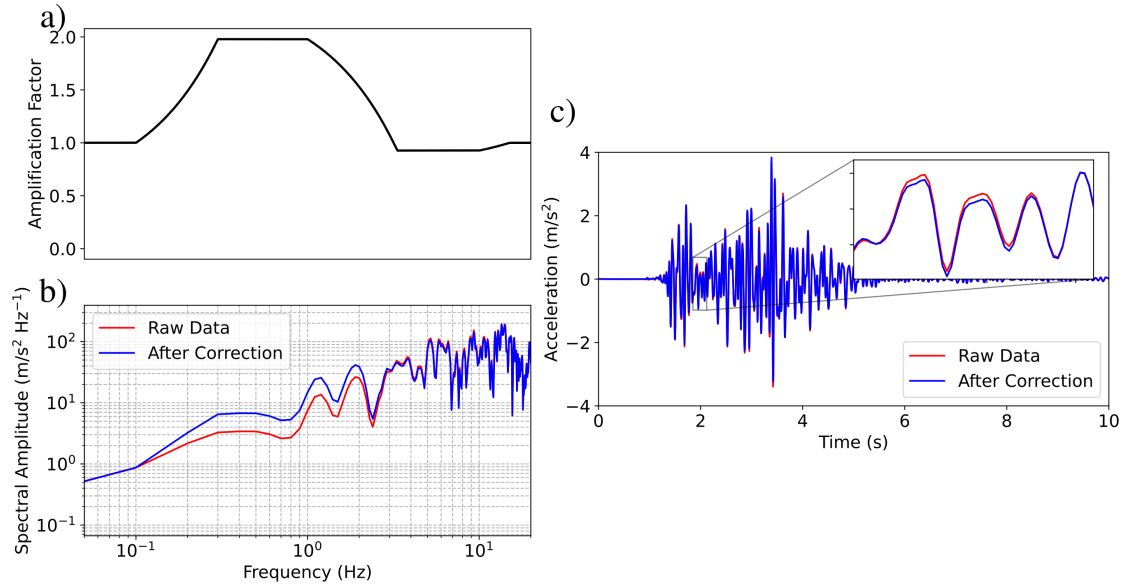 a)
2.0
1.5
1.0
0.5
0.0
Amplification Factor
b)
Raw Data
After Correction
10²
10¹
10⁰
10⁻¹
Spectral Amplitude (m/s² Hz⁻¹)
10⁻¹ 10⁰ 10¹
Frequency (Hz)
c)
4
2
0
−2
−4
Acceleration (m/s²)
Raw Data
After Correction
0 2 4 6 8 10
Time (s)